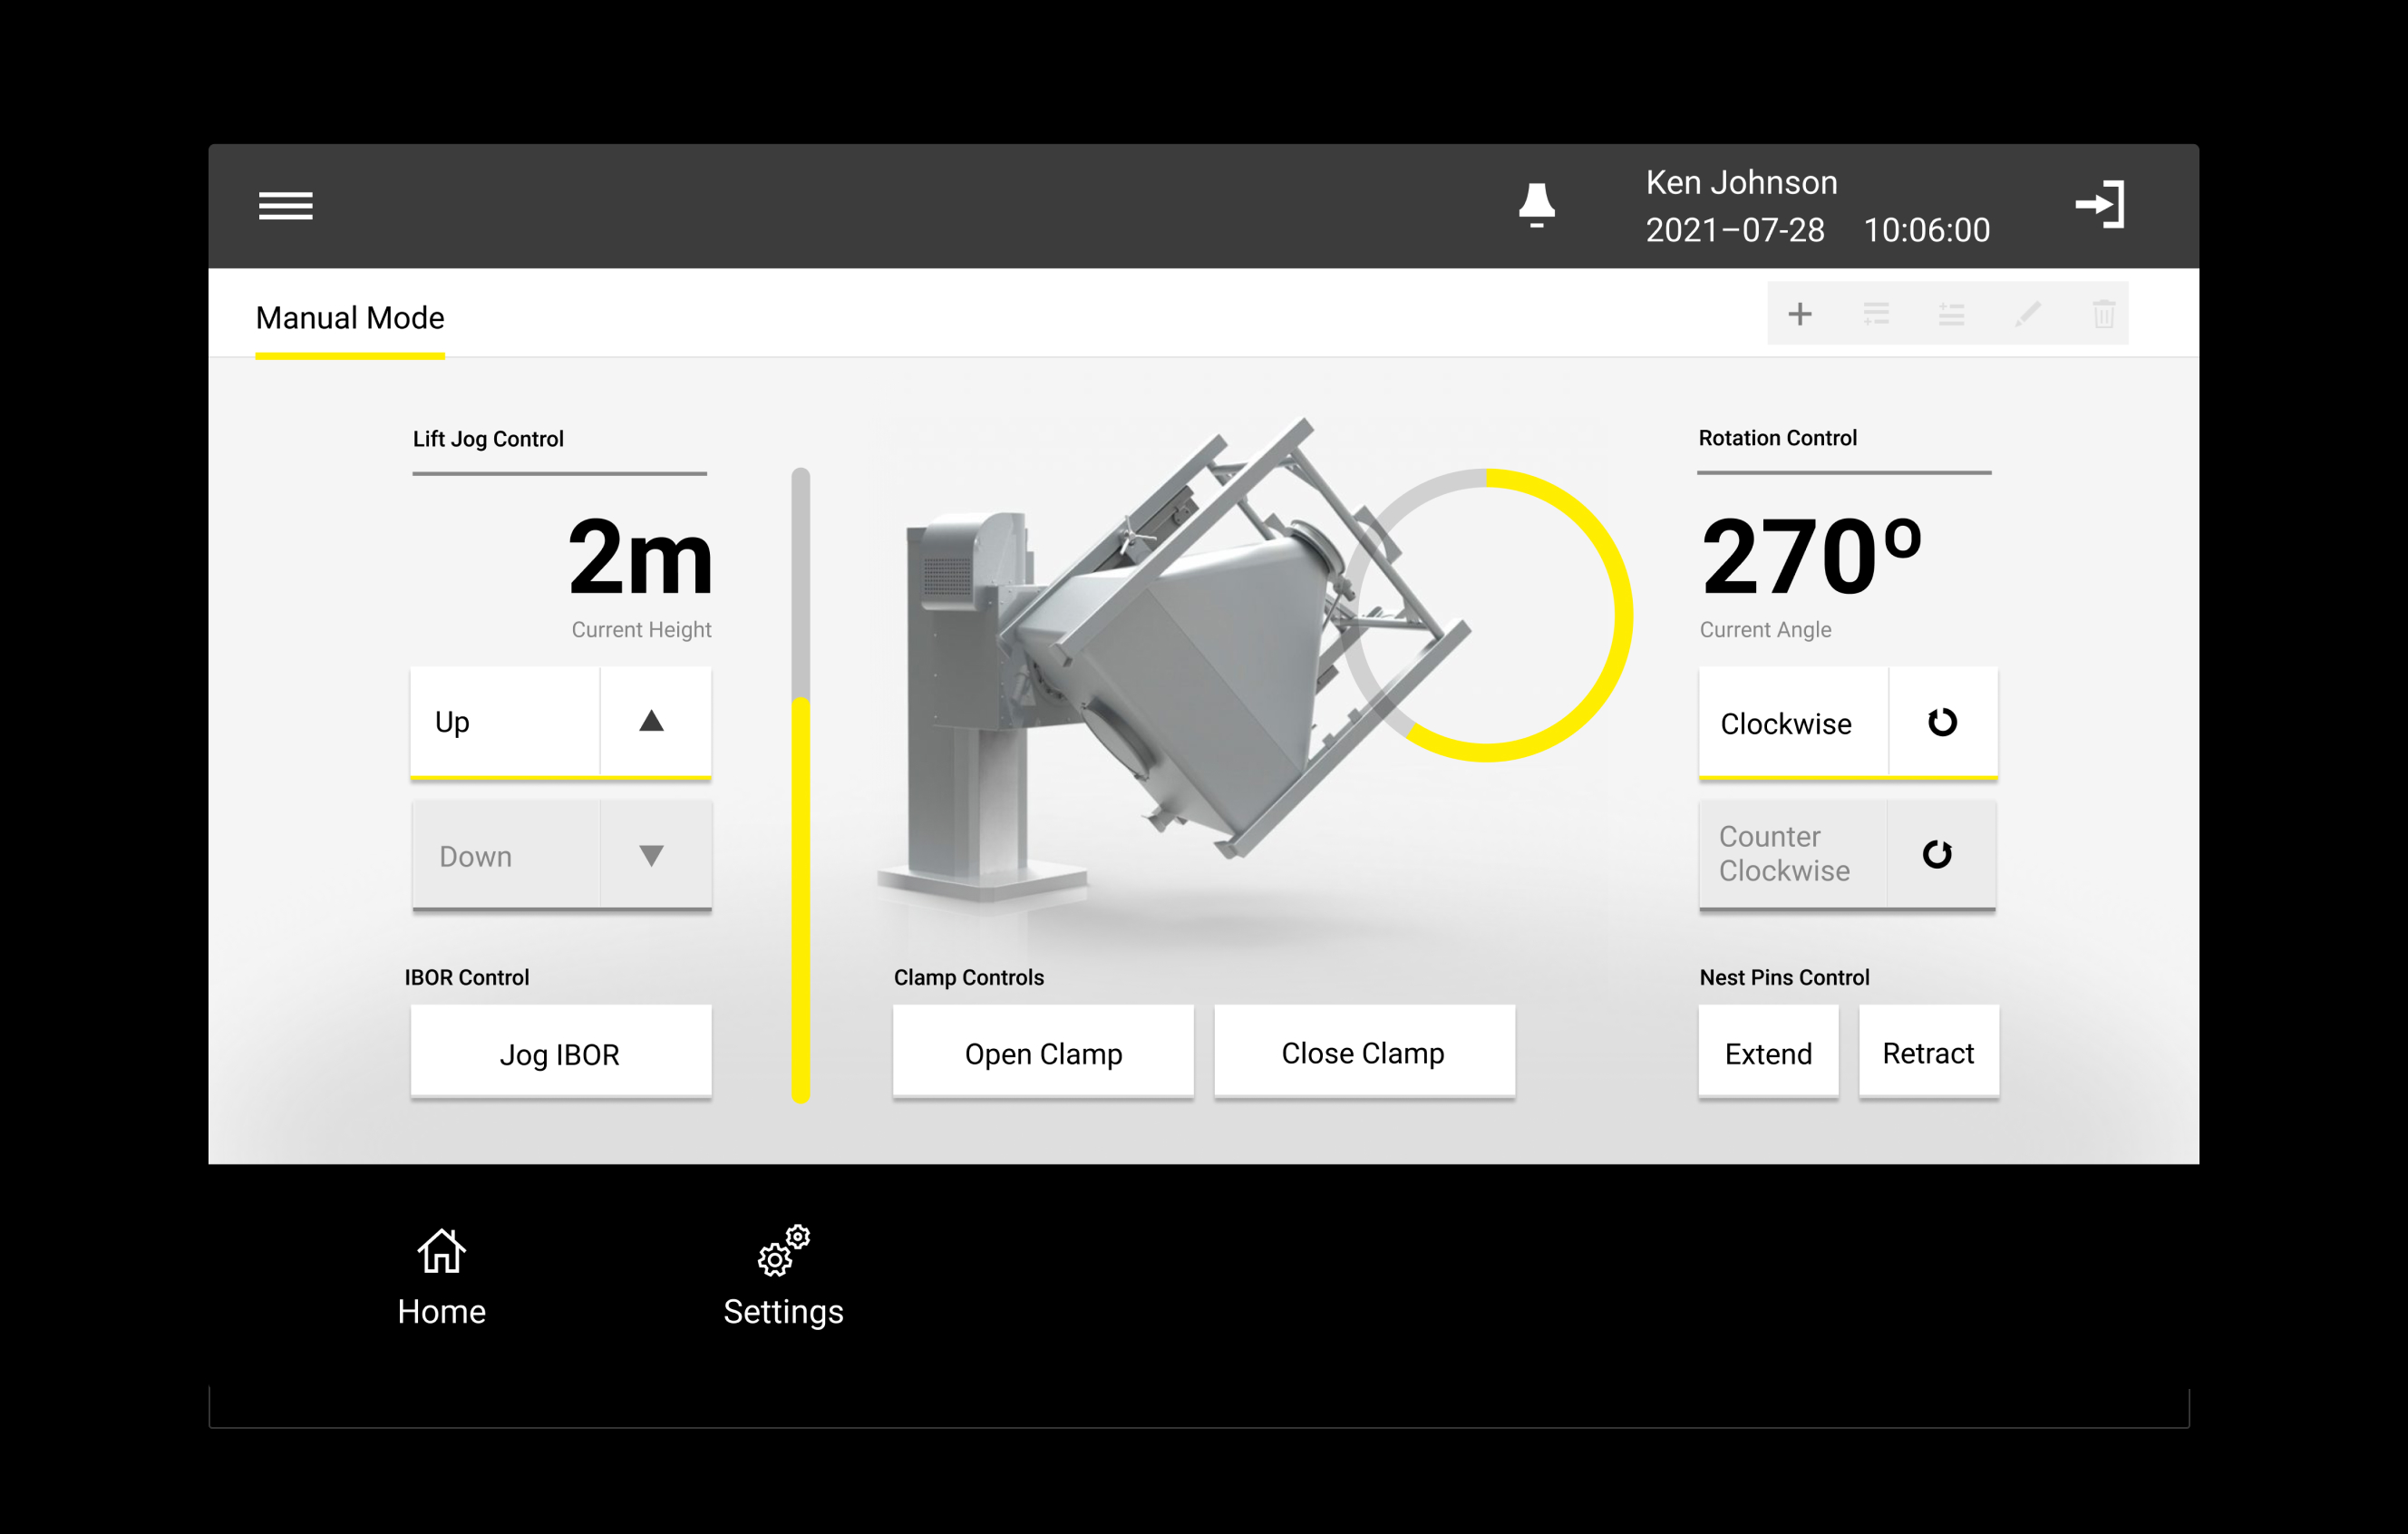 Ken Johnson
2021–07-28 10:06:00
Manual Mode
Lift Jog Control
2m
Current Height
Up
Down
IBOR Control
Jog IBOR
Clamp Controls
Open Clamp
Close Clamp
Rotation Control
270º
Current Angle
Clockwise
Counter
Clockwise
Nest Pins Control
Extend
Retract
Home
Settings